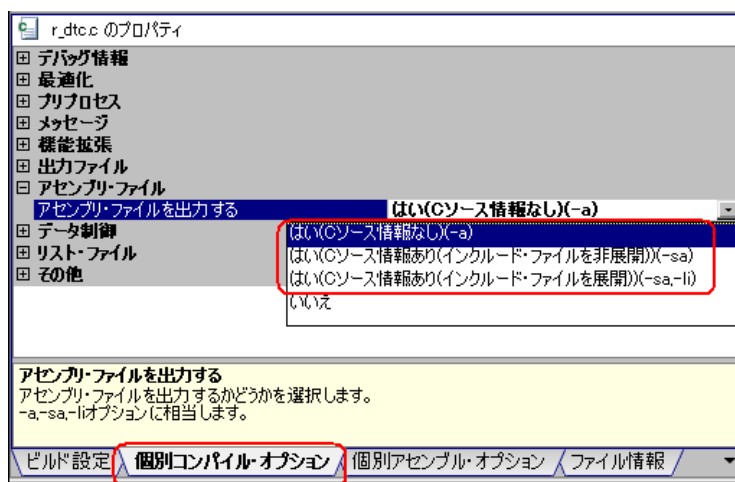 r_dtc.c のプロパティ
デバッグ情報
最適化
プリプロセス
メッセージ
機能拡張
出力ファイル
アセンブリ・ファイル
アセンブリ・ファイルを出力する はい(Cソース情報なし)(-a)
データ制御
リスト・ファイル
その他
はい(Cソース情報なし)(-a)
はい(Cソース情報あり(インクルード・ファイルを非展開))(-sa)
はい(Cソース情報あり(インクルード・ファイルを展開))(-sa,-li)
いいえ
アセンブリ・ファイルを出力する
アセンブリ・ファイルを出力するかどうかを選択します。
-a,-sa,-liオプションに相当します。
ビルド設定 個別コンパイル・オプション 個別アセンブル・オプション ファイル情報